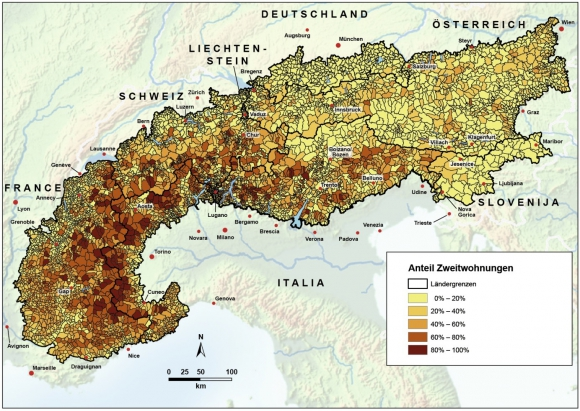 DEUTSCHLAND
Augsburg
München
ÖSTERREICH
Wien
Steyr
LIECHTEN-
STEIN
Bregenz
Salzburg
Zürich
SCHWEIZ
Luzern
Vaduz
Innsbruck
Graz
Bern
Chur
Klagenfurt
Villach
Maribor
Lausanne
Bolzano/
Bozen
Jesenice
Genève
Belluno
Trento
Ljubljana
FRANCE
Annecy
Aosta
Udine
SLOVENIJA
Lyon
Lugano
Bergamo
Nova
Gorica
Grenoble
Novara
Milano
Brescia
Verona
Padova
Venezia
Trieste
Torino
ITALIA
Gap
Cuneo
Genova
Avignon
Nice
Marseille
Draguignan
N
0 25 50 100
km
Anteil Zweitwohnungen
Ländergrenzen
0% – 20%
20% – 40%
40% – 60%
60% – 80%
80% – 100%